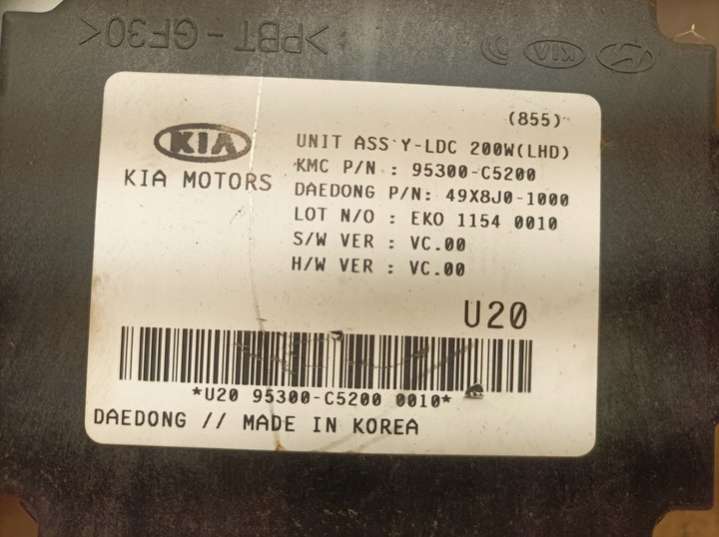 >PBT-GF30<
KIA
(855)
KIA
KIA MOTORS
UNIT ASS'Y-LDC 200W(LHD)
KMC P/N : 95300-C5200
DAEDONG P/N: 49X8J0-1000
LOT N/O : EKO 1154 0010
S/W VER : VC.00
H/W VER : VC.00
U20
*U20 95300-C5200 0010*
DAEDONG // MADE IN KOREA